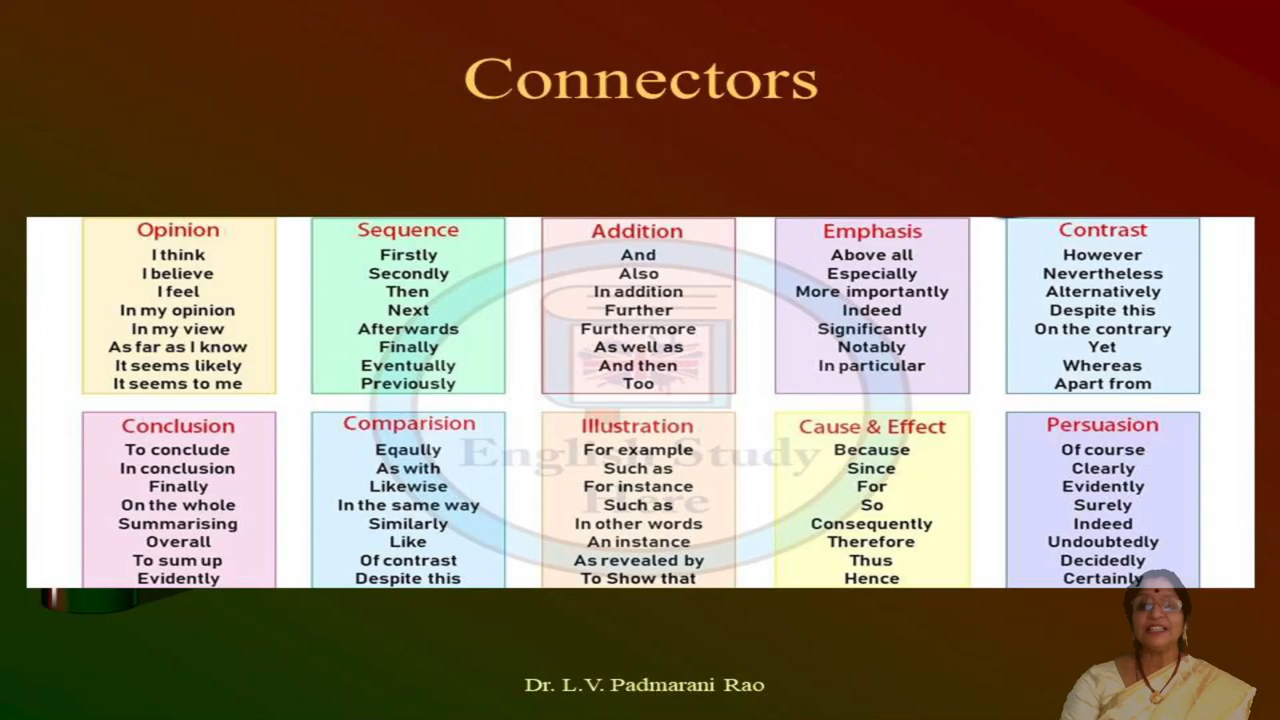 Connectors
Opinion
I think
I believe
I feel
In my opinion
In my view
As far as I know
It seems likely
It seems to me
Sequence
Firstly
Secondly
Then
Next
Afterwards
Finally
Eventually
Previously
Addition
And
Also
In addition
Further
Furthermore
As well as
And then
Too
Emphasis
Above all
Especially
More importantly
Indeed
Significantly
Notably
In particular
Contrast
However
Nevertheless
Alternatively
Despite this
On the contrary
Yet
Whereas
Apart from
Conclusion
To conclude
In conclusion
Finally
On the whole
Summarising
Overall
To sum up
Evidently
Comparision
Eqaully
As with
Likewise
In the same way
Similarly
Like
Of contrast
Despite this
Illustration
For example
Such as
For instance
Such as
In other words
An instance
As revealed by
To Show that
Cause & Effect
Because
Since
For
So
Consequently
Therefore
Thus
Hence
Persuasion
Of course
Clearly
Evidently
Surely
Indeed
Undoubtedly
Decidedly
Certainly
English Study
Here
Dr. L.V. Padmarani Rao